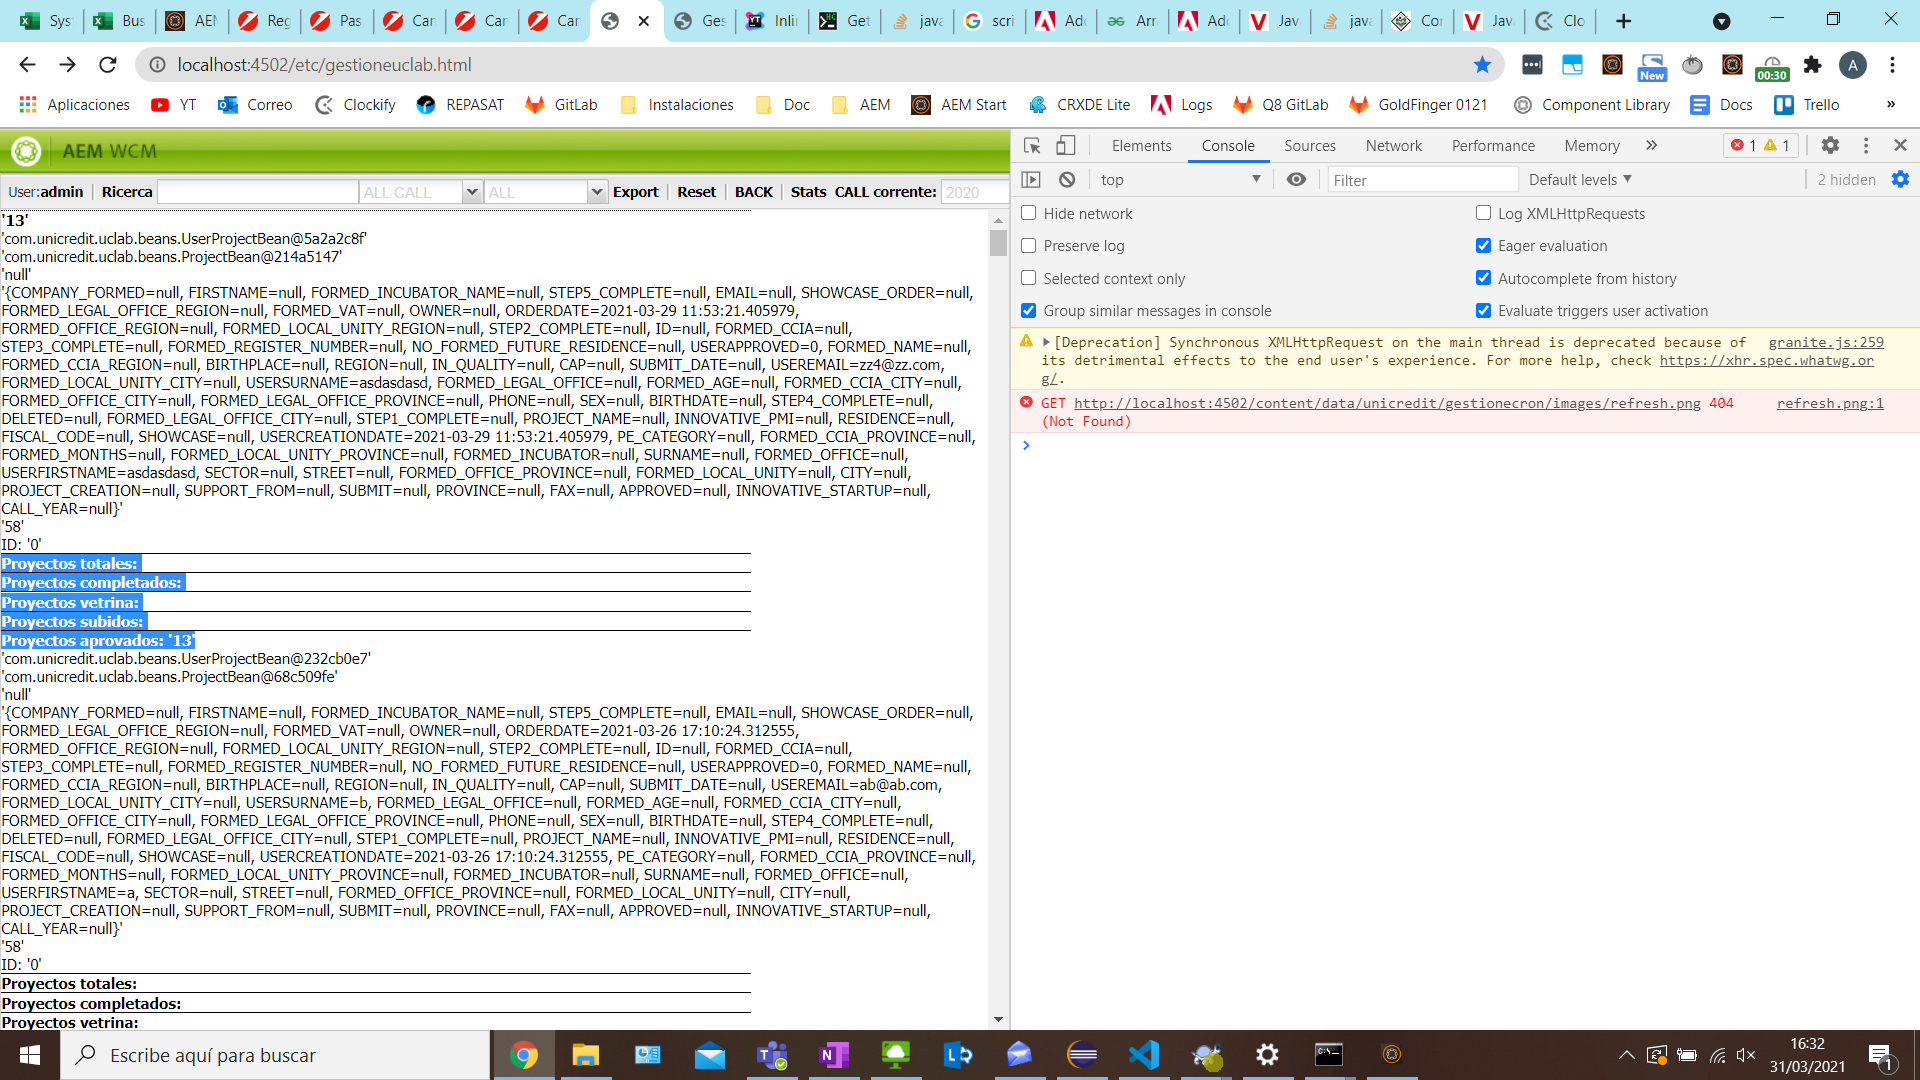 Sys
Bus
AEM
Reg
Pas
Car
Car
Car
Ges
Inlin
Get
java
scri
Ado
Arra
Ado
Java
java
Cor
Java
Clo
localhost:4502/etc/gestioneuclab.html
New
00:30
A
Aplicaciones
YT
Correo
Clockify
REPASAT
GitLab
Instalaciones
Doc
AEM
AEM Start
CRXDE Lite
Logs
Q8 GitLab
GoldFinger 0121
Component Library
Docs
Trello
»
AEM WCM
User:admin
Ricerca
ALL CALL
ALL
Export
Reset
BACK
Stats
CALL corrente:
2020
'13'
'com.unicredit.uclab.beans.UserProjectBean@5a2a2c8f'
'com.unicredit.uclab.beans.ProjectBean@214a5147'
'null'
'{COMPANY_FORMED=null, FIRSTNAME=null, FORMED_INCUBATOR_NAME=null, STEP5_COMPLETE=null, EMAIL=null, SHOWCASE_ORDER=null,
FORMED_LEGAL_OFFICE_REGION=null, FORMED_VAT=null, OWNER=null, ORDERDATE=2021-03-29 11:53:21.405979,
FORMED_OFFICE_REGION=null, FORMED_LOCAL_UNITY_REGION=null, STEP2_COMPLETE=null, ID=null, FORMED_CCIA=null,
STEP3_COMPLETE=null, FORMED_REGISTER_NUMBER=null, NO_FORMED_FUTURE_RESIDENCE=null, USERAPPROVED=0, FORMED_NAME=null,
FORMED_CCIA_REGION=null, BIRTHPLACE=null, REGION=null, IN_QUALITY=null, CAP=null, SUBMIT_DATE=null, USEREMAIL=zz4@zz.com,
FORMED_LOCAL_UNITY_CITY=null, USERSURNAME=asdasdasd, FORMED_LEGAL_OFFICE=null, FORMED_AGE=null, FORMED_CCIA_CITY=null,
FORMED_OFFICE_CITY=null, FORMED_LEGAL_OFFICE_PROVINCE=null, PHONE=null, SEX=null, BIRTHDATE=null, STEP4_COMPLETE=null,
DELETED=null, FORMED_LEGAL_OFFICE_CITY=null, STEP1_COMPLETE=null, PROJECT_NAME=null, INNOVATIVE_PMI=null, RESIDENCE=null,
FISCAL_CODE=null, SHOWCASE=null, USERCREATIONDATE=2021-03-29 11:53:21.405979, PE_CATEGORY=null, FORMED_CCIA_PROVINCE=null,
FORMED_MONTHS=null, FORMED_LOCAL_UNITY_PROVINCE=null, FORMED_INCUBATOR=null, SURNAME=null, FORMED_OFFICE=null,
USERFIRSTNAME=asdasdasd, SECTOR=null, STREET=null, FORMED_OFFICE_PROVINCE=null, FORMED_LOCAL_UNITY=null, CITY=null,
PROJECT_CREATION=null, SUPPORT_FROM=null, SUBMIT=null, PROVINCE=null, FAX=null, APPROVED=null, INNOVATIVE_STARTUP=null,
CALL_YEAR=null}'
'58'
ID: '0'
Proyectos totales:
Proyectos completados:
Proyectos vetrina:
Proyectos subidos:
Proyectos aprovados: '13'
'com.unicredit.uclab.beans.UserProjectBean@232cb0e7'
'com.unicredit.uclab.beans.ProjectBean@68c509fe'
'null'
'{COMPANY_FORMED=null, FIRSTNAME=null, FORMED_INCUBATOR_NAME=null, STEP5_COMPLETE=null, EMAIL=null, SHOWCASE_ORDER=null,
FORMED_LEGAL_OFFICE_REGION=null, FORMED_VAT=null, OWNER=null, ORDERDATE=2021-03-26 17:10:24.312555,
FORMED_OFFICE_REGION=null, FORMED_LOCAL_UNITY_REGION=null, STEP2_COMPLETE=null, ID=null, FORMED_CCIA=null,
STEP3_COMPLETE=null, FORMED_REGISTER_NUMBER=null, NO_FORMED_FUTURE_RESIDENCE=null, USERAPPROVED=0, FORMED_NAME=null,
FORMED_CCIA_REGION=null, BIRTHPLACE=null, REGION=null, IN_QUALITY=null, CAP=null, SUBMIT_DATE=null, USEREMAIL=ab@ab.com,
FORMED_LOCAL_UNITY_CITY=null, USERSURNAME=b, FORMED_LEGAL_OFFICE=null, FORMED_AGE=null, FORMED_CCIA_CITY=null,
FORMED_OFFICE_CITY=null, FORMED_LEGAL_OFFICE_PROVINCE=null, PHONE=null, SEX=null, BIRTHDATE=null, STEP4_COMPLETE=null,
DELETED=null, FORMED_LEGAL_OFFICE_CITY=null, STEP1_COMPLETE=null, PROJECT_NAME=null, INNOVATIVE_PMI=null, RESIDENCE=null,
FISCAL_CODE=null, SHOWCASE=null, USERCREATIONDATE=2021-03-26 17:10:24.312555, PE_CATEGORY=null, FORMED_CCIA_PROVINCE=null,
FORMED_MONTHS=null, FORMED_LOCAL_UNITY_PROVINCE=null, FORMED_INCUBATOR=null, SURNAME=null, FORMED_OFFICE=null,
USERFIRSTNAME=a, SECTOR=null, STREET=null, FORMED_OFFICE_PROVINCE=null, FORMED_LOCAL_UNITY=null, CITY=null,
PROJECT_CREATION=null, SUPPORT_FROM=null, SUBMIT=null, PROVINCE=null, FAX=null, APPROVED=null, INNOVATIVE_STARTUP=null,
CALL_YEAR=null}'
'58'
ID: '0'
Proyectos totales:
Proyectos completados:
Proyectos vetrina:
Elements
Console
Sources
Network
Performance
Memory
»
1
1
top
Filter
Default levels
2 hidden
Hide network
Log XMLHttpRequests
Preserve log
Eager evaluation
Selected context only
Autocomplete from history
Group similar messages in console
Evaluate triggers user activation
[Deprecation] Synchronous XMLHttpRequest on the main thread is deprecated because of granite.js:259
its detrimental effects to the end user's experience. For more help, check https://xhr.spec.whatwg.or
g/.
GET http://localhost:4502/content/data/unicredit/gestionecron/images/refresh.png 404 refresh.png:1
(Not Found)
Escribe aquí para buscar
16:32
31/03/2021
1